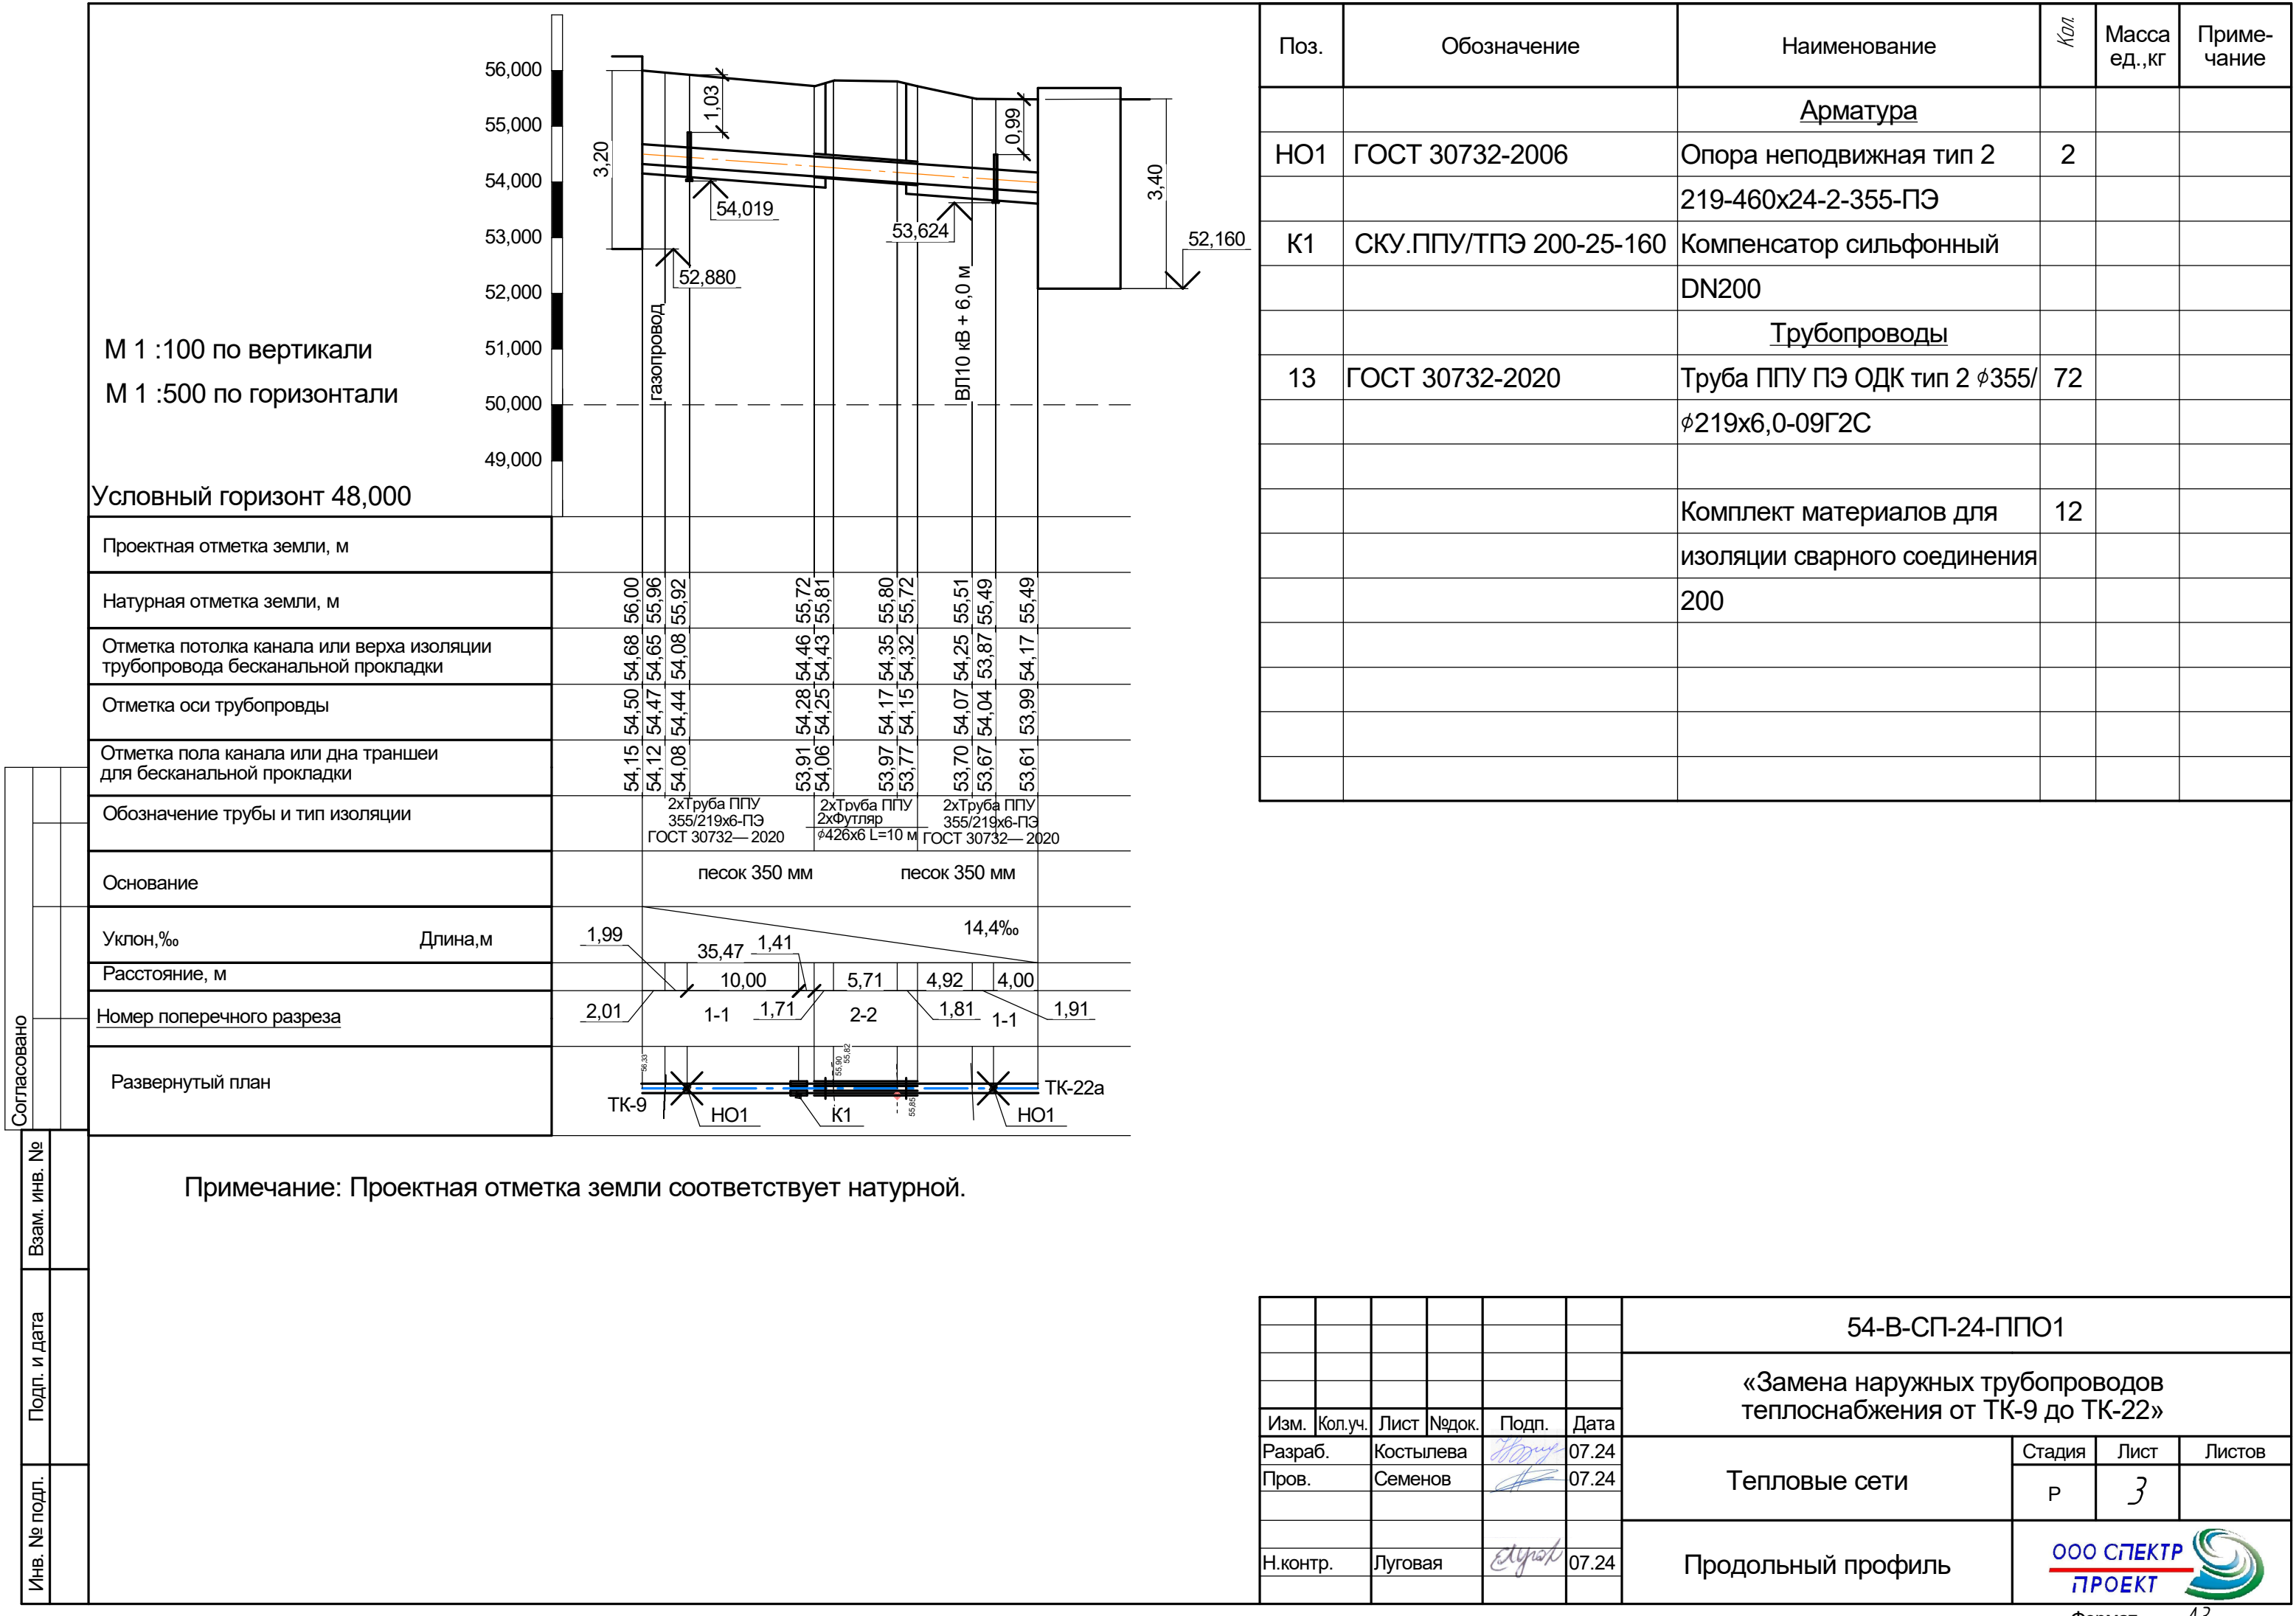 56,000
55,000
54,000
53,000
52,000
51,000
50,000
49,000
3,20
1,03
0,99
3,40
54,019
53,624
52,880
52,160
газопровод
ВЛ10 кВ + 6,0 м
М 1 :100 по вертикали
М 1 :500 по горизонтали
Условный горизонт 48,000
Проектная отметка земли, м
Натурная отметка земли, м
56,00 55,96 55,92 55,72 55,81 55,80 55,72 55,51 55,49 55,49
Отметка потолка канала или верха изоляции
трубопровода бесканальной прокладки
54,68 54,65 54,08 54,46 54,43 54,35 54,32 54,25 53,87 54,17
Отметка оси трубопровды
54,50 54,47 54,44 54,28 54,25 54,17 54,15 54,07 54,04 53,99
Отметка пола канала или дна траншеи
для бесканальной прокладки
54,15 54,12 54,08 53,91 54,06 53,97 53,77 53,70 53,67 53,61
Обозначение трубы и тип изоляции
2хТруба ППУ
355/219х6-ПЭ
ГОСТ 30732— 2020
2хТруба ППУ
2хФутляр
⌀426х6 L=10 м
2хТруба ППУ
355/219х6-ПЭ
ГОСТ 30732— 2020
Основание
песок 350 мм
песок 350 мм
Уклон,‰ Длина,м
1,99
35,47
1,41
14,4‰
Расстояние, м
10,00 5,71 4,92 4,00
Номер поперечного разреза
2,01 1-1 1,71 2-2 1,81 1-1 1,91
Развернутый план
56,33
55,90
55,82
55,85
ТК-9
НО1
К1
НО1
ТК-22а
Примечание: Проектная отметка земли соответствует натурной.
Согласовано
Взам. инв. №
Подп. и дата
Инв. № подл.
Поз. Обозначение Наименование Кол. Масса ед.,кг Приме-чание
Арматура
НО1 ГОСТ 30732-2006 Опора неподвижная тип 2 2
219-460х24-2-355-ПЭ
К1 СКУ.ППУ/ТПЭ 200-25-160 Компенсатор сильфонный
DN200
Трубопроводы
13 ГОСТ 30732-2020 Труба ППУ ПЭ ОДК тип 2 ⌀355/ 72
⌀219х6,0-09Г2С
Комплект материалов для 12
изоляции сварного соединения
200
54-В-СП-24-ППО1
«Замена наружных трубопроводов
теплоснабжения от ТК-9 до ТК-22»
Изм. Кол.уч. Лист №док. Подп. Дата
Разраб. Костылева 07.24
Пров. Семенов 07.24
Н.контр. Луговая 07.24
Тепловые сети
Стадия Лист Листов
Р 3
Продольный профиль
ООО СПЕКТР
ПРОЕКТ